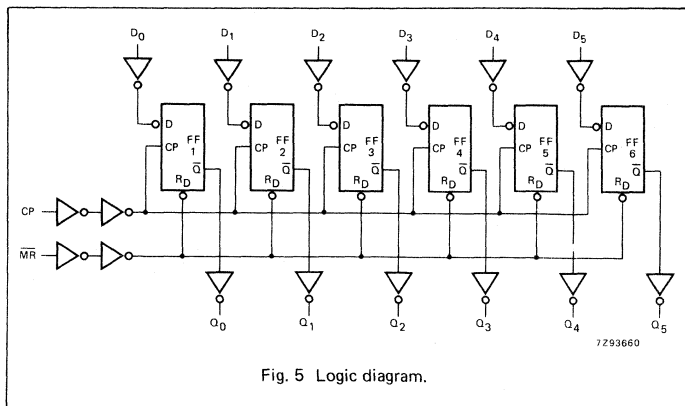 D0 D1 D2 D3 D4 D5
D D D D D D
FF 1 FF 2 FF 3 FF 4 FF 5 FF 6
CP CP CP CP CP CP
Q̅ Q̅ Q̅ Q̅ Q̅ Q̅
RD RD RD RD RD RD
CP
M̅R̅
Q0 Q1 Q2 Q3 Q4 Q5
7Z93660
Fig. 5 Logic diagram.